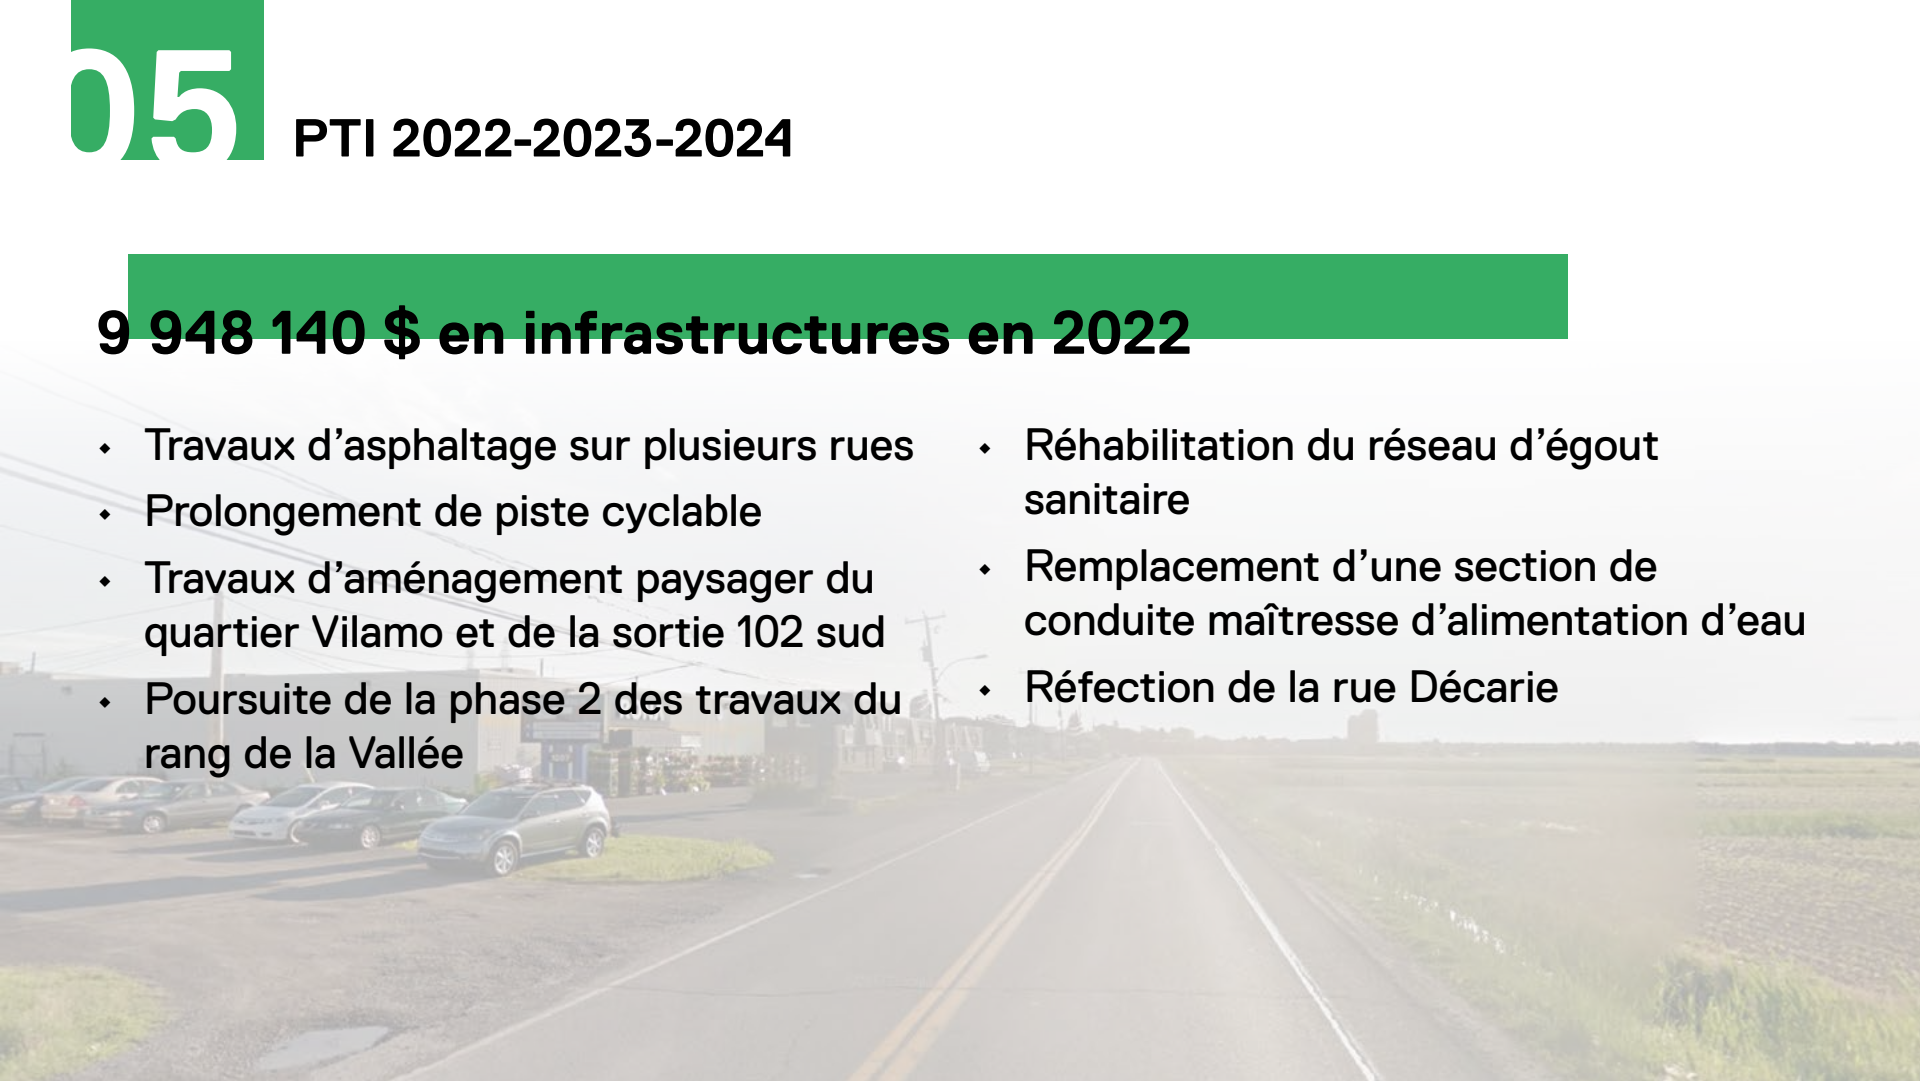 05
PTI 2022-2023-2024
9 948 140 $ en infrastructures en 2022
Travaux d’asphaltage sur plusieurs rues
Prolongement de piste cyclable
Travaux d’aménagement paysager du
quartier Vilamo et de la sortie 102 sud
Poursuite de la phase 2 des travaux du
rang de la Vallée
Réhabilitation du réseau d’égout
sanitaire
Remplacement d’une section de
conduite maîtresse d’alimentation d’eau
Réfection de la rue Décarie